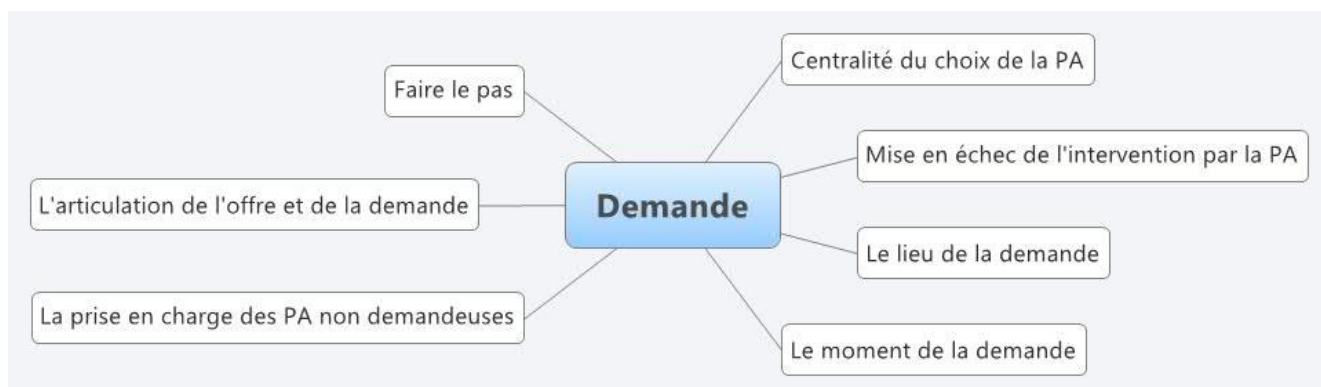 Centralité du choix de la PA
Faire le pas
Mise en échec de l'intervention par la PA
L'articulation de l'offre et de la demande
Demande
Le lieu de la demande
La prise en charge des PA non demandeuses
Le moment de la demande